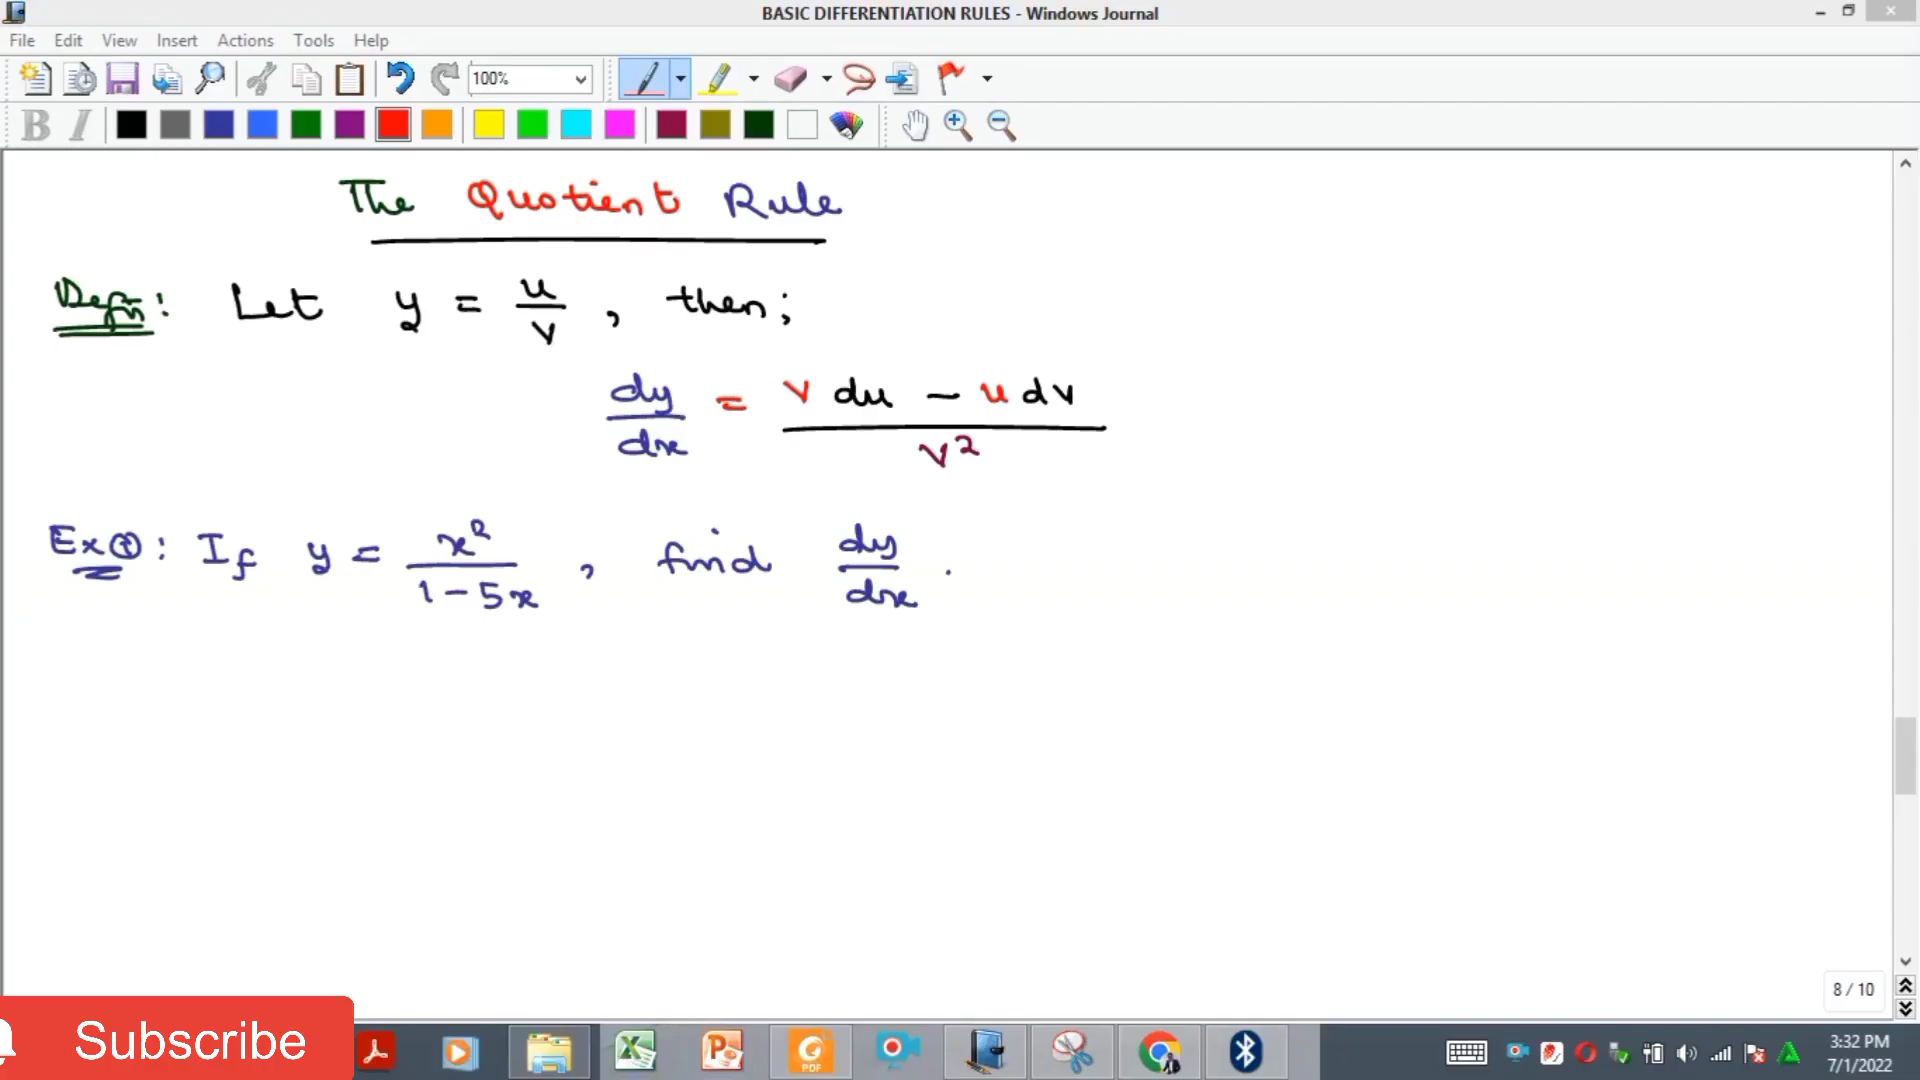 BASIC DIFFERENTIATION RULES - Windows Journal
File Edit View Insert Actions Tools Help
100%
B I
The Quotient Rule
Defn: Let y = u/v, then;
dy/dx = v du - u dv / v²
Ex①: If y = x²/1-5x, find dy/dx.
8 / 10
Subscribe
PDF
3:32 PM
7/1/2022